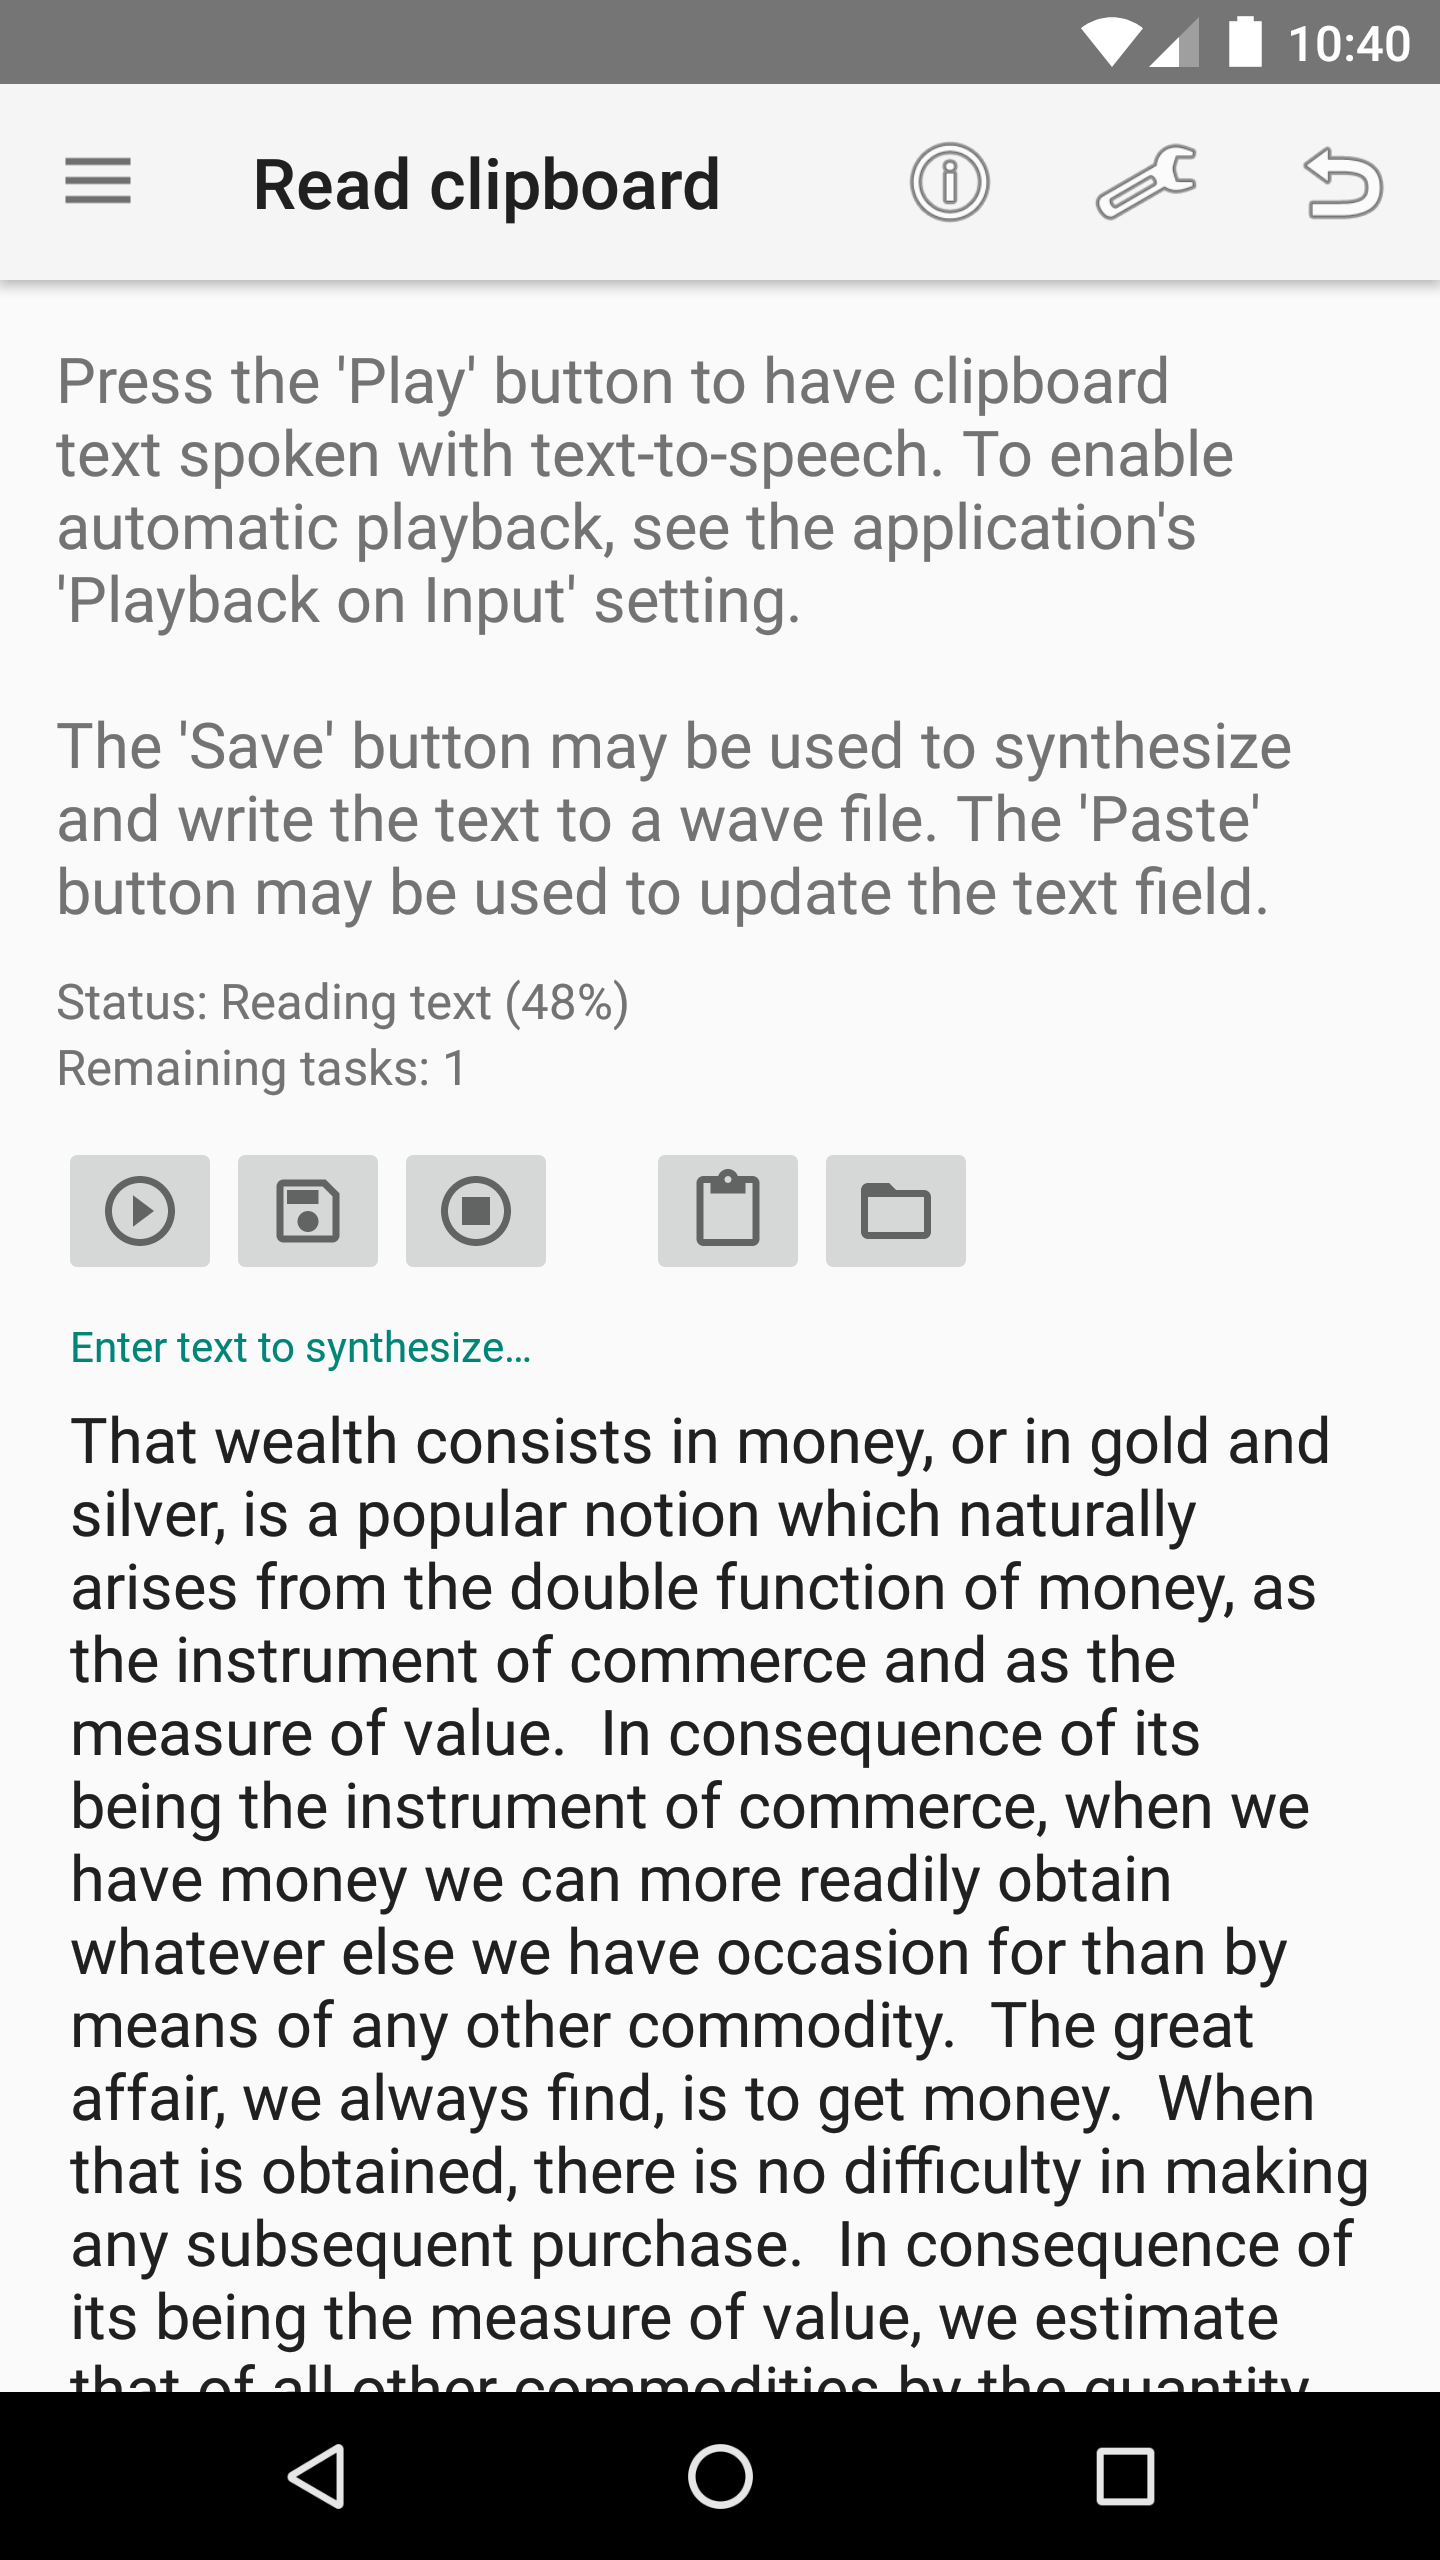 10:40
Read clipboard
Press the 'Play' button to have clipboard
text spoken with text-to-speech. To enable
automatic playback, see the application's
'Playback on Input' setting.
The 'Save' button may be used to synthesize
and write the text to a wave file. The 'Paste'
button may be used to update the text field.
Status: Reading text (48%)
Remaining tasks: 1
Enter text to synthesize…
That wealth consists in money, or in gold and
silver, is a popular notion which naturally
arises from the double function of money, as
the instrument of commerce and as the
measure of value.  In consequence of its
being the instrument of commerce, when we
have money we can more readily obtain
whatever else we have occasion for than by
means of any other commodity.  The great
affair, we always find, is to get money.  When
that is obtained, there is no difficulty in making
any subsequent purchase.  In consequence of
its being the measure of value, we estimate
that of all other commodities by the quantity